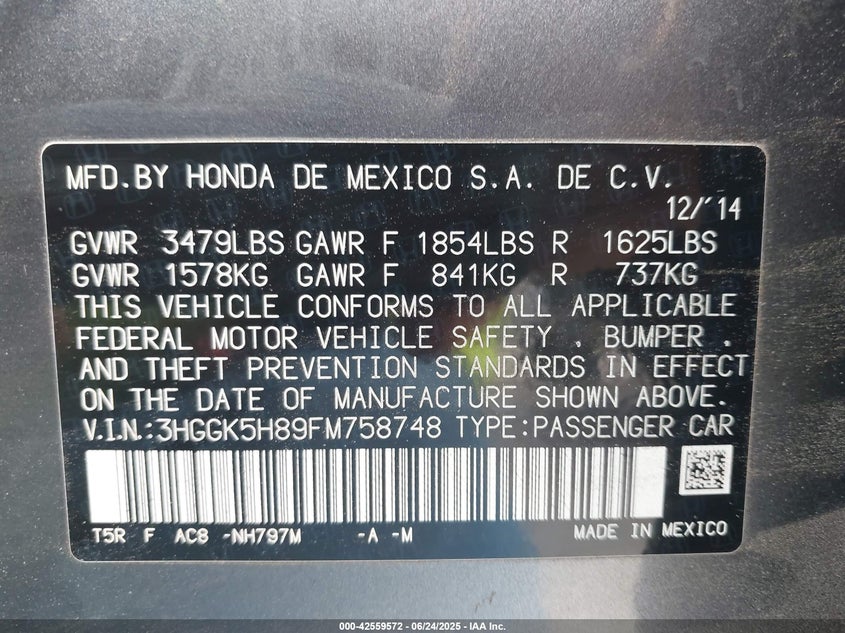 MFD.BY HONDA DE MEXICO S.A. DE C.V.
12/'14
GVWR 3479LBS GAWR F 1854LBS R 1625LBS
GVWR 1578KG GAWR F 841KG R 737KG
THIS VEHICLE CONFORMS TO ALL APPLICABLE
FEDERAL MOTOR VEHICLE SAFETY , BUMPER ,
AND THEFT PREVENTION STANDARDS IN EFFECT
ON THE DATE OF MANUFACTURE SHOWN ABOVE.
V.I.N.:3HGGK5H89FM758748 TYPE:PASSENGER CAR
T5R F AC8 -NH797M -A -M MADE IN MEXICO
000-42559572 - 06/24/2025 - IAA Inc.